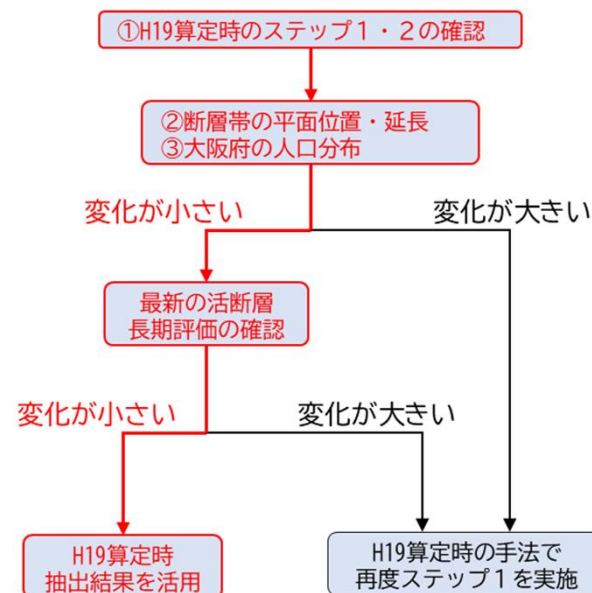 ①H19算定時のステップ1・2の確認
②断層帯の平面位置・延長
③大阪府の人口分布
変化が小さい
変化が大きい
最新の活断層
長期評価の確認
変化が小さい
変化が大きい
H19算定時
抽出結果を活用
H19算定時の手法で
再度ステップ1を実施